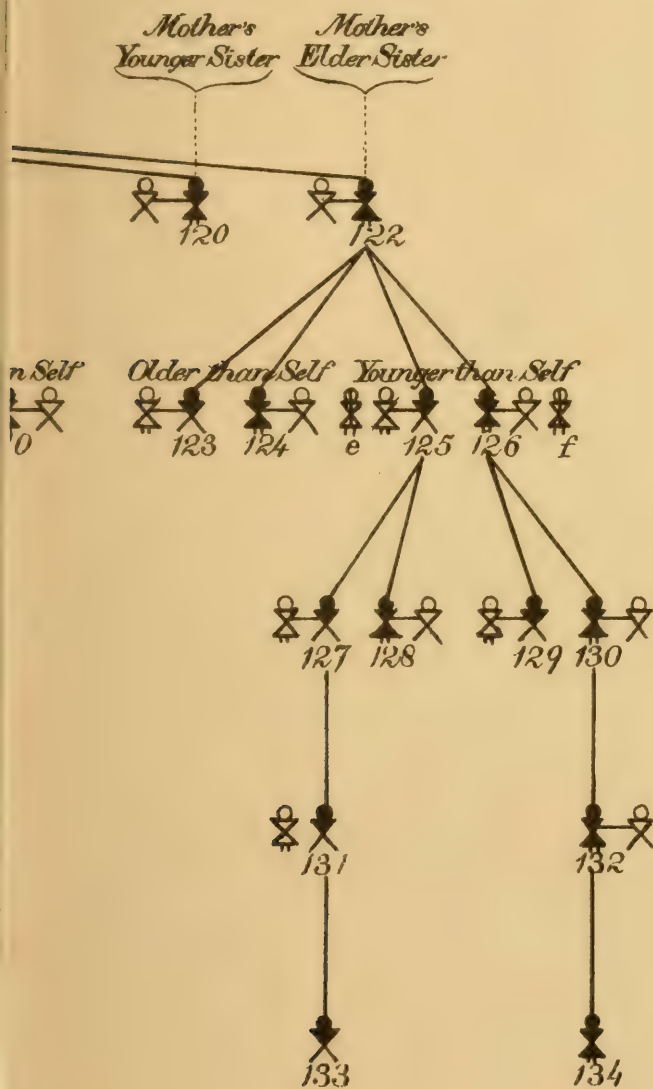 Mother's Mother's
Younger Sister Elder Sister
120 122
n Self Older than Self Younger than Self
0 123 124 e 125 126 f
127 128 129 130
131 132
133 134